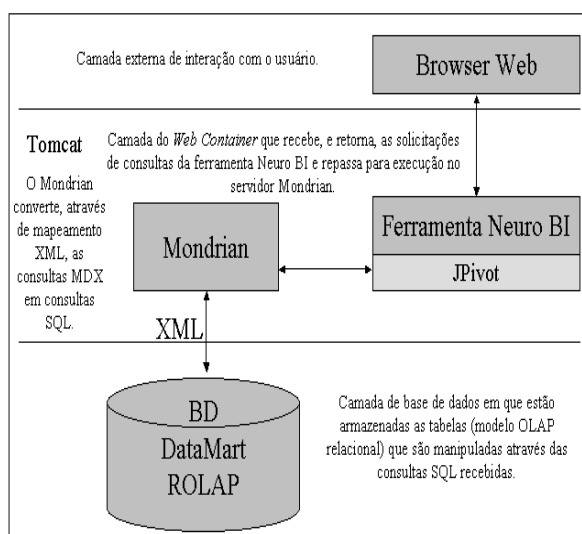 Camada externa de interação com o usuário.
Browser Web
Tomcat
Camada do Web Container que recebe, e retorna, as solicitações
de consultas da ferramenta Neuro BI e repassa para execução no
servidor Mondrian.
O Mondrian
converte, através
de mapeamento
XML, as
consultas MDX
em consultas
SQL.
Mondrian
Ferramenta Neuro BI
JPivot
XML
BD
DataMart
ROLAP
Camada de base de dados em que estão
armazenadas as tabelas (modelo OLAP
relacional) que são manipuladas através das
consultas SQL recebidas.